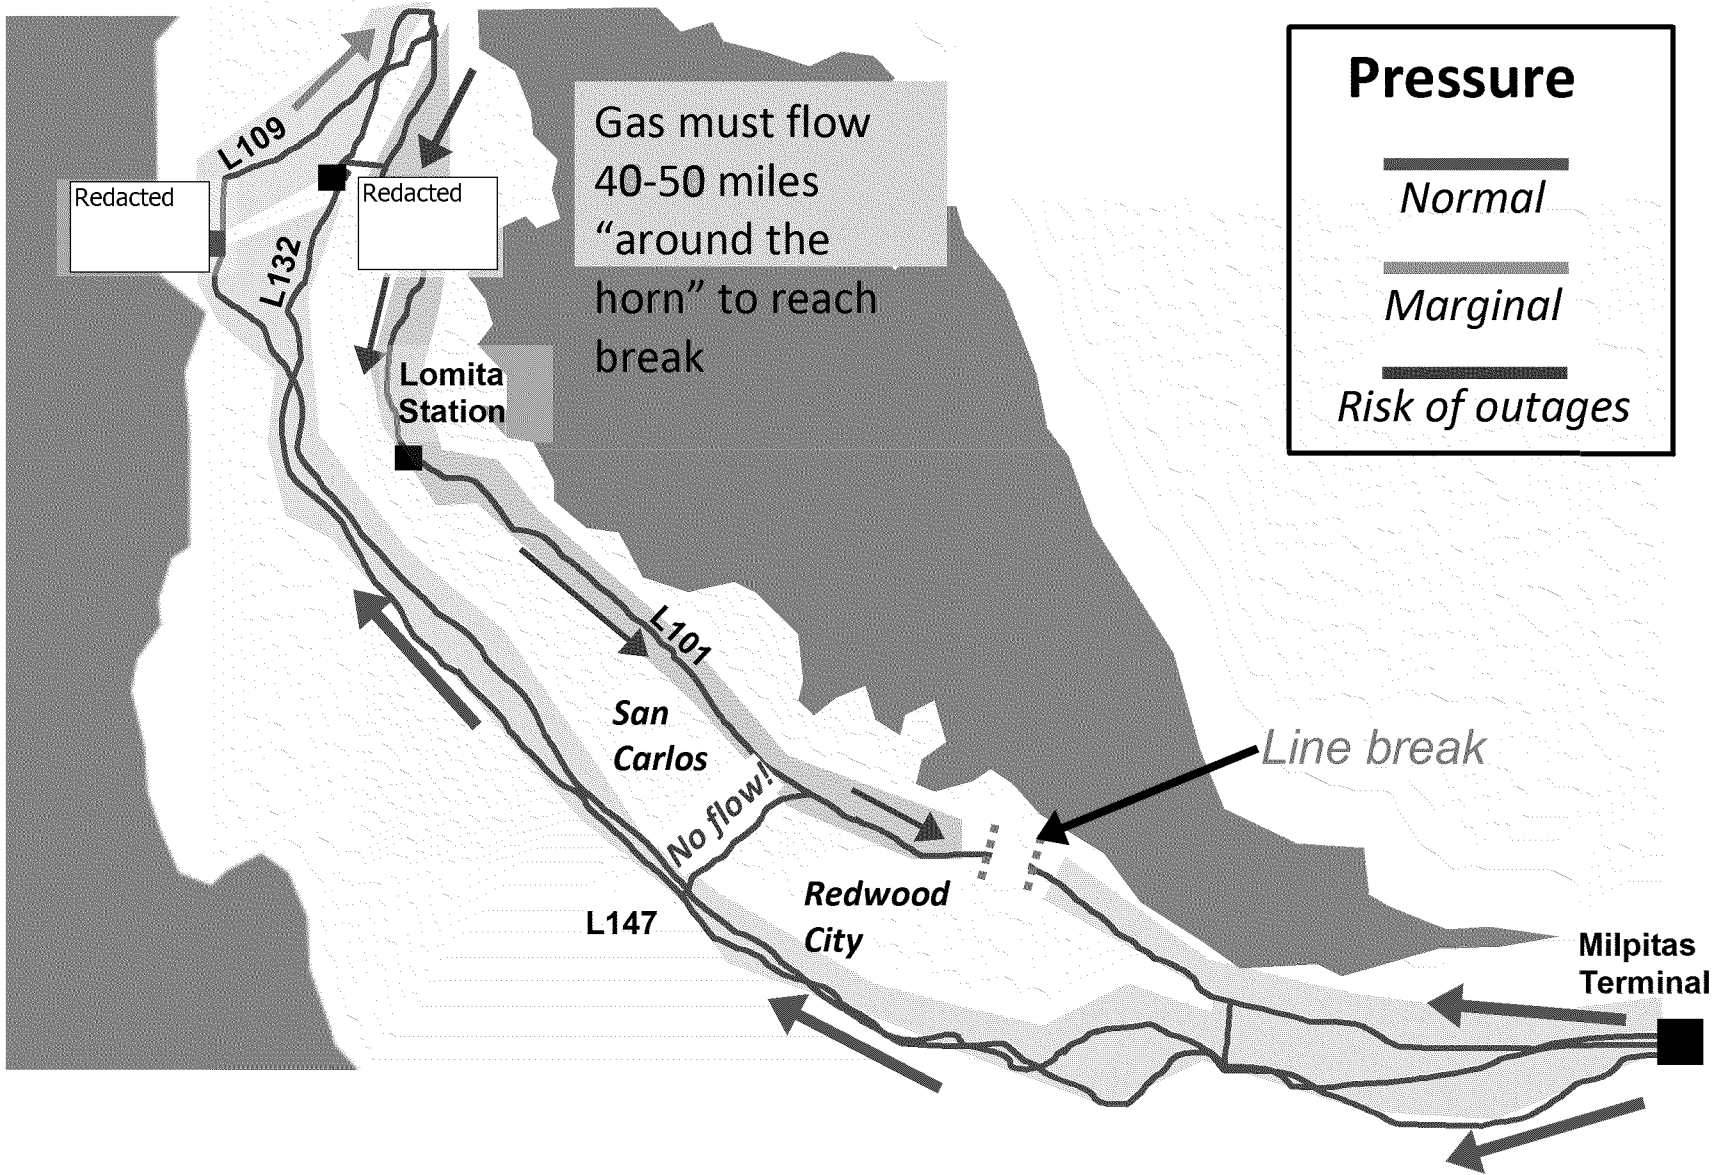 L109
Redacted
Redacted
L132
Gas must flow
40-50 miles
“around the
horn” to reach
break
Pressure
Normal
Marginal
Risk of outages
Lomita
Station
L101
San
Carlos
No flow!
Line break
Redwood
City
L147
Milpitas
Terminal